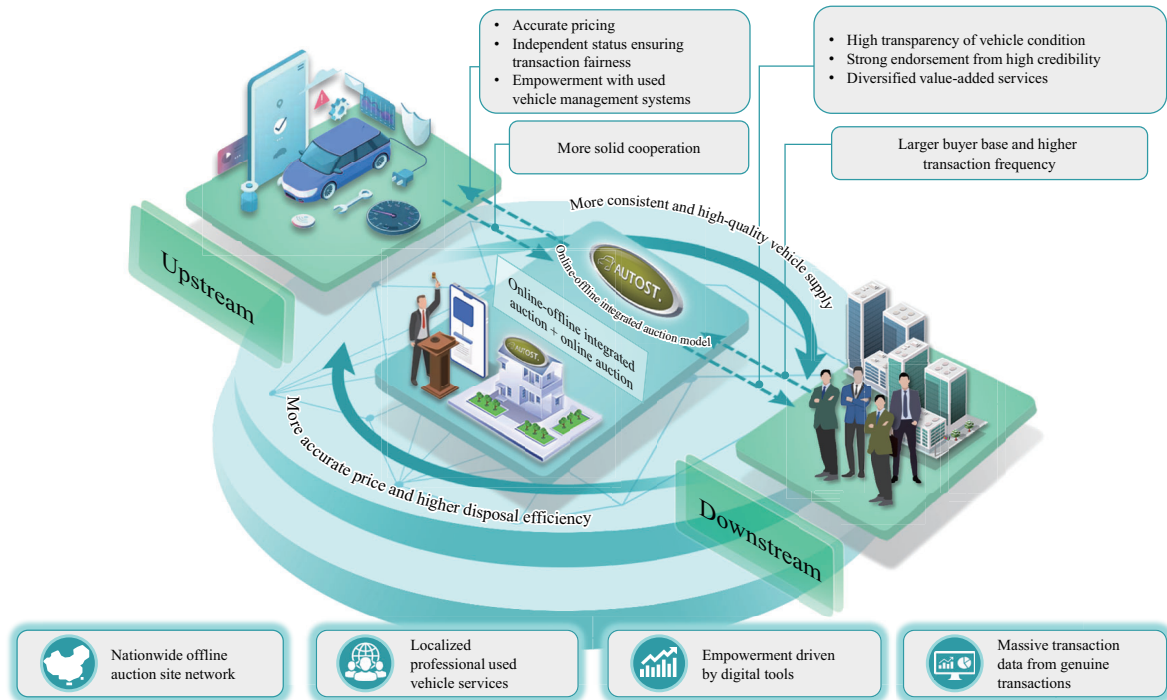 • Accurate pricing
• Independent status ensuring
transaction fairness
• Empowerment with used
vehicle management systems
• High transparency of vehicle condition
• Strong endorsement from high credibility
• Diversified value-added services
More solid cooperation
Larger buyer base and higher
transaction frequency
More consistent and high-quality vehicle supply
Upstream
AUTOST.
Online-offline integrated auction model
Online-offline integrated
auction + online auction
AUTOST.
More accurate price and higher disposal efficiency
Downstream
Nationwide offline
auction site network
Localized
professional used
vehicle services
Empowerment driven
by digital tools
Massive transaction
data from genuine
transactions